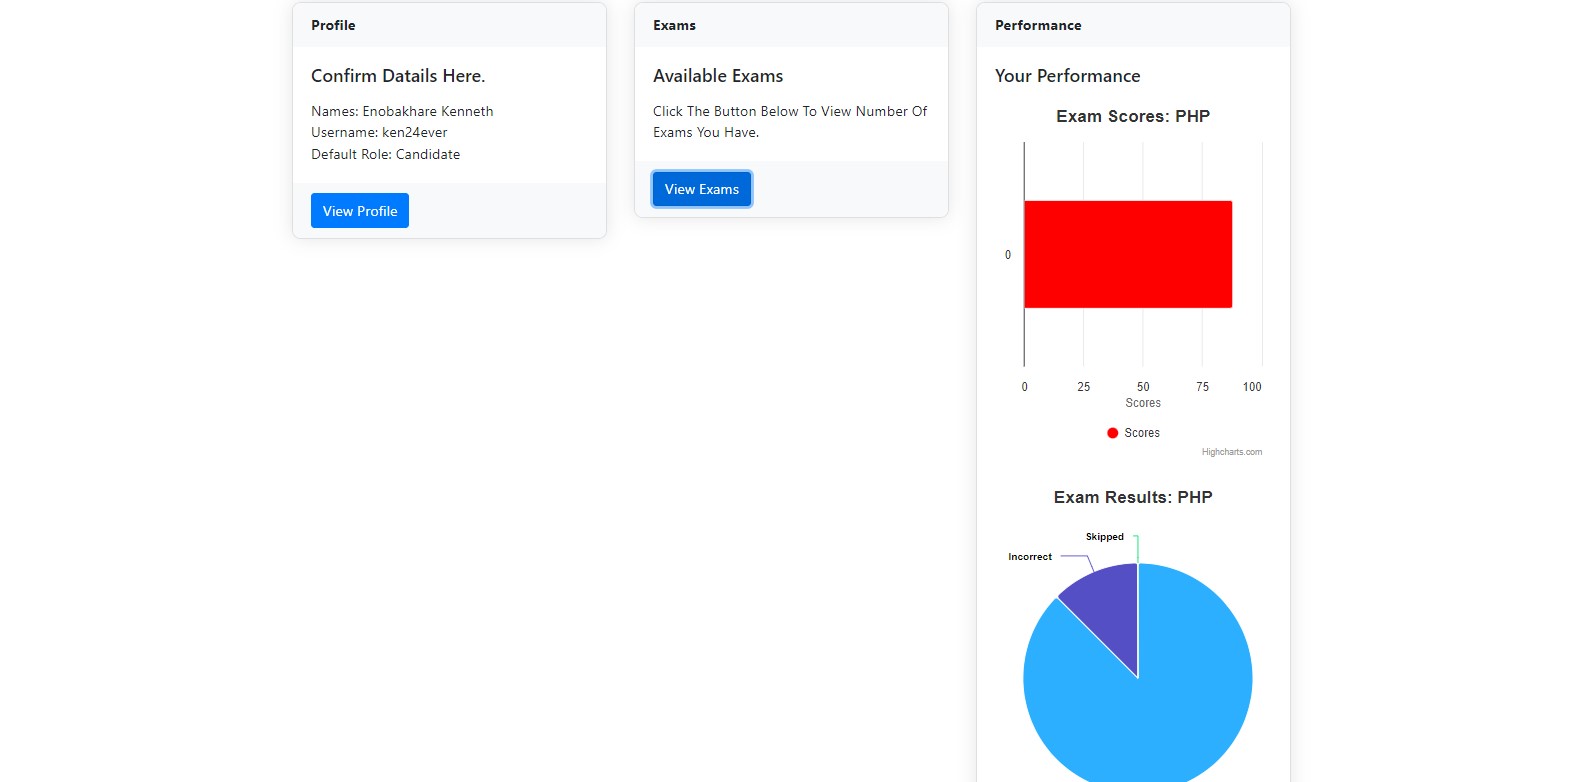 Profile
Confirm Datails Here.
Names: Enobakhare Kenneth
Username: ken24ever
Default Role: Candidate
View Profile
Exams
Available Exams
Click The Button Below To View Number Of
Exams You Have.
View Exams
Performance
Your Performance
Exam Scores: PHP
0
0 25 50 75 100
Scores
Scores
Highcharts.com
Exam Results: PHP
Skipped
Incorrect